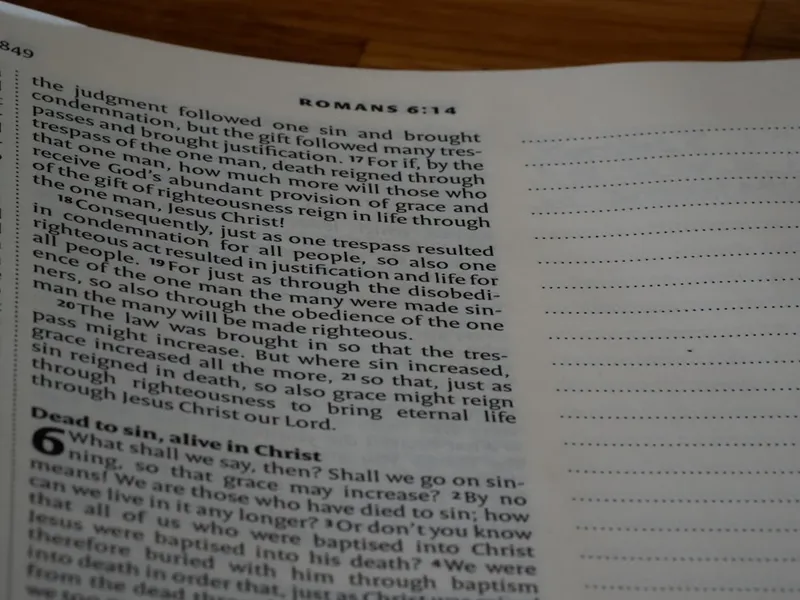 849
ROMANS 6:14
the judgment followed one sin and brought
condemnation, but the gift followed many tres-
passes and brought justification. 17 For if, by the
trespass of the one man, death reigned through
that one man, how much more will those who
receive God's abundant provision of grace and
of the gift of righteousness reign in life through
the one man, Jesus Christ!
18 Consequently, just as one trespass resulted
in condemnation for all people, so also one
righteous act resulted in justification and life for
all people. 19 For just as through the disobedi-
ence of the one man the many were made sin-
ners, so also through the obedience of the one
man the many will be made righteous.
20 The law was brought in so that the tres-
pass might increase. But where sin increased,
grace increased all the more, 21 so that, just as
sin reigned in death, so also grace might reign
through righteousness to bring eternal life
through Jesus Christ our Lord.
Dead to sin, alive in Christ
6 What shall we say, then? Shall we go on sin-
ning, so that grace may increase? 2 By no
means! We are those who have died to sin; how
can we live in it any longer? 3 Or don't you know
that all of us who were baptised into Christ
Jesus were baptised into his death? 4 We were
therefore buried with him through baptism
into death in order that, just as Christ was raised
from the dead
we too